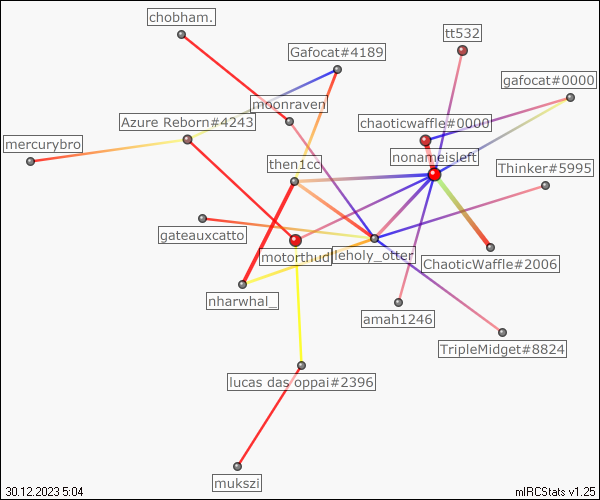 chobham.
tt532
Gafocat#4189
gafocat#0000
moonraven
Azure Reborn#4243
chaoticwaffle#0000
mercurybro
nonameisleft
then1cc
Thinker#5995
gateauxcatto
motorthud
leholy_otter
ChaoticWaffle#2006
nharwhal_
amah1246
TripleMidget#8824
lucas das oppai#2396
mukszi
30.12.2023 5:04
mIRCStats v1.25